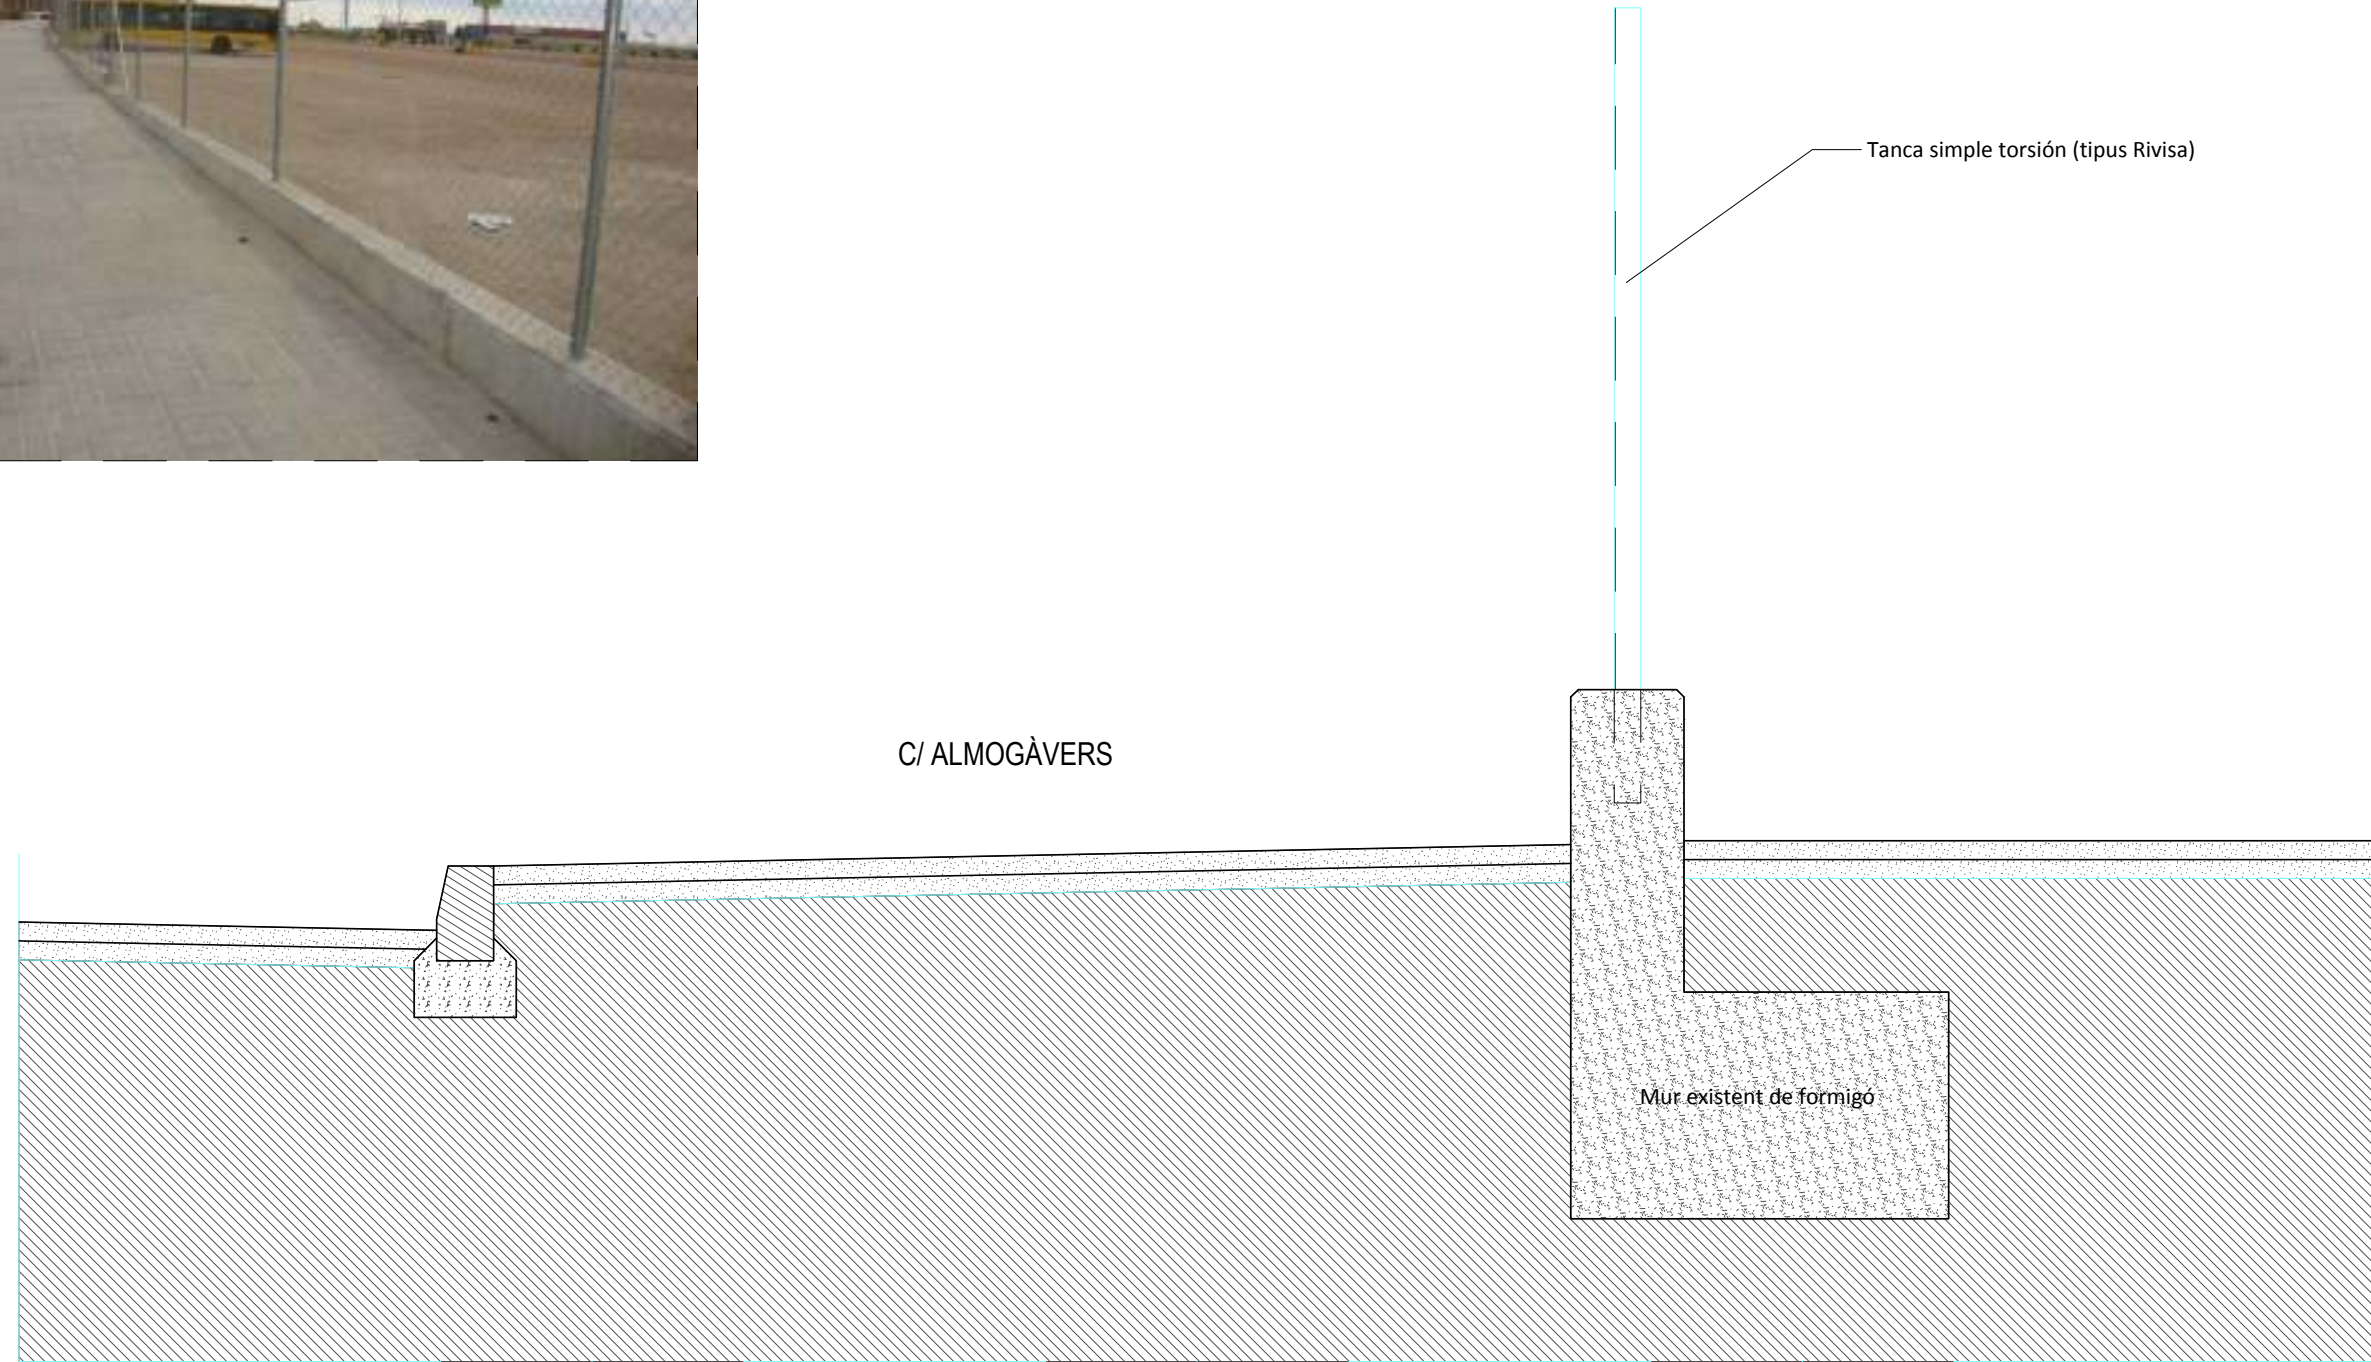 Tanca simple torsión (tipus Rivisa)
C/ ALMOGÀVERS
Mur existent de formigó